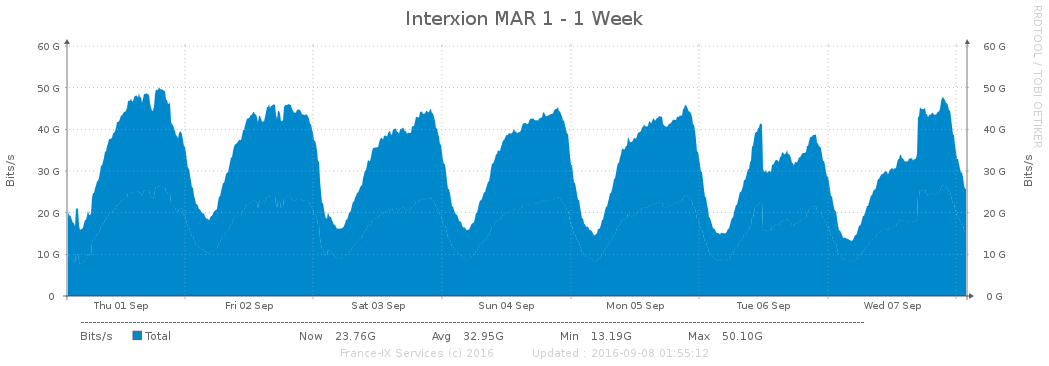 Interxion MAR 1 - 1 Week
RRDTOOL / TOBI OETIKER
Bits/s
60 G 60 G
50 G 50 G
40 G 40 G
30 G 30 G
20 G 20 G
10 G 10 G
0 0 G
Bits/s
Thu 01 Sep Fri 02 Sep Sat 03 Sep Sun 04 Sep Mon 05 Sep Tue 06 Sep Wed 07 Sep
Bits/s Total Now 23.76G Avg 32.95G Min 13.19G Max 50.10G
France-IX Services (c) 2016 Updated : 2016-09-08 01:55:12